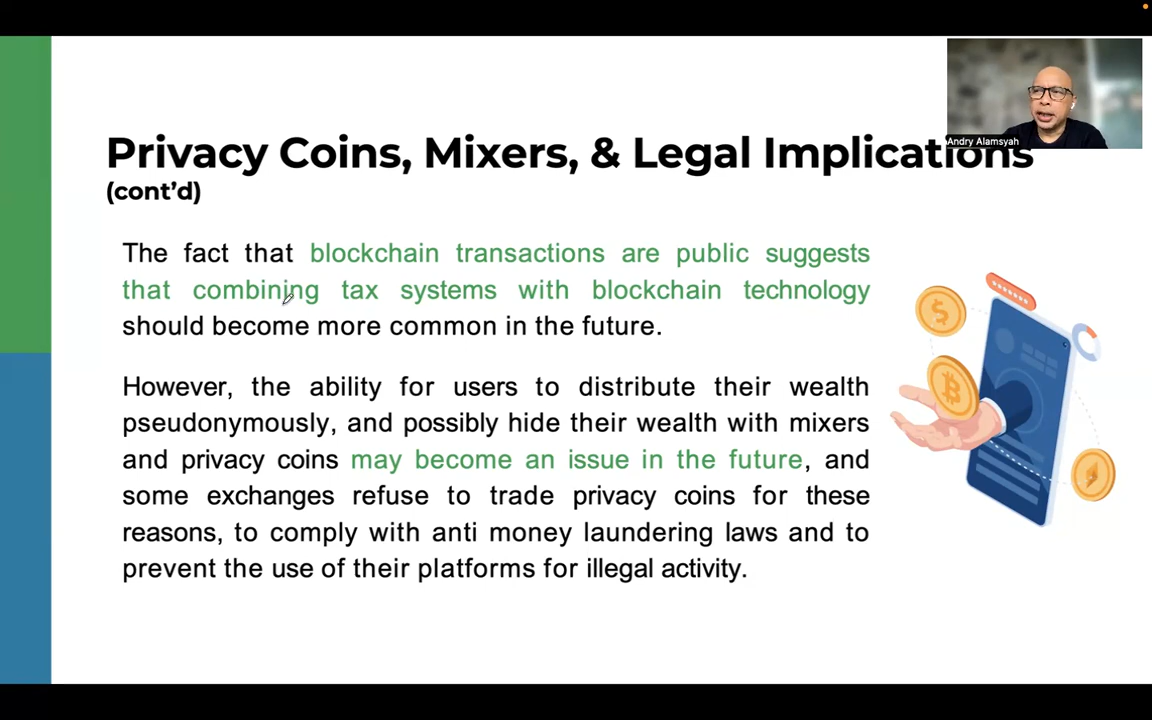 Andry Alamsyah
Privacy Coins, Mixers, & Legal Implications
(cont’d)
The fact that blockchain transactions are public suggests
that combining tax systems with blockchain technology
should become more common in the future.
However, the ability for users to distribute their wealth
pseudonymously, and possibly hide their wealth with mixers
and privacy coins may become an issue in the future, and
some exchanges refuse to trade privacy coins for these
reasons, to comply with anti money laundering laws and to
prevent the use of their platforms for illegal activity.